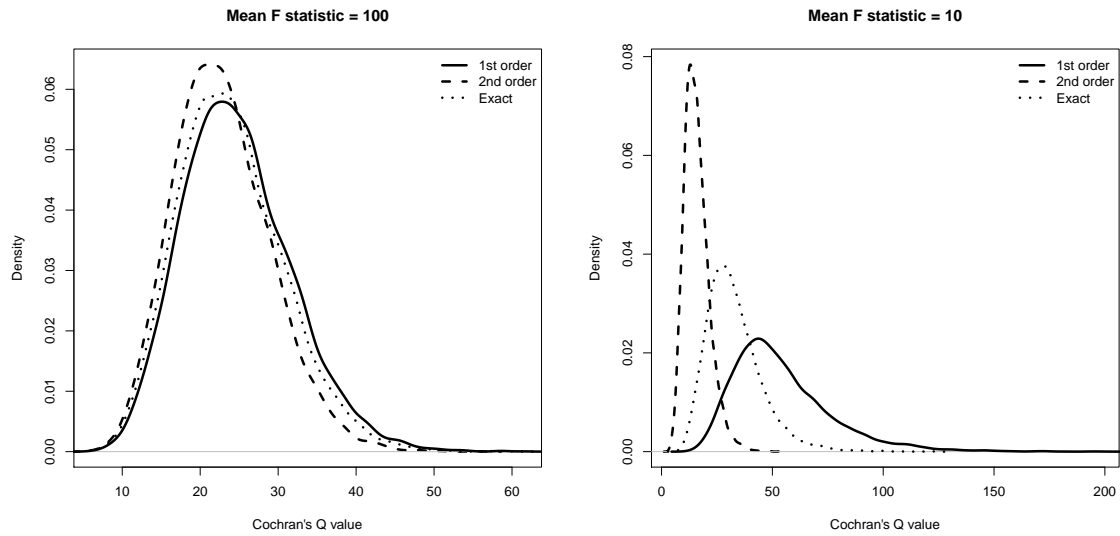 Mean F statistic = 100
1st order
2nd order
Exact
0.06
0.05
0.04
0.03
0.02
0.01
0.00
Density
10 20 30 40 50 60
Cochran's Q value
Mean F statistic = 10
1st order
2nd order
Exact
0.08
0.06
0.04
0.02
0.00
Density
0 50 100 150 200
Cochran's Q value